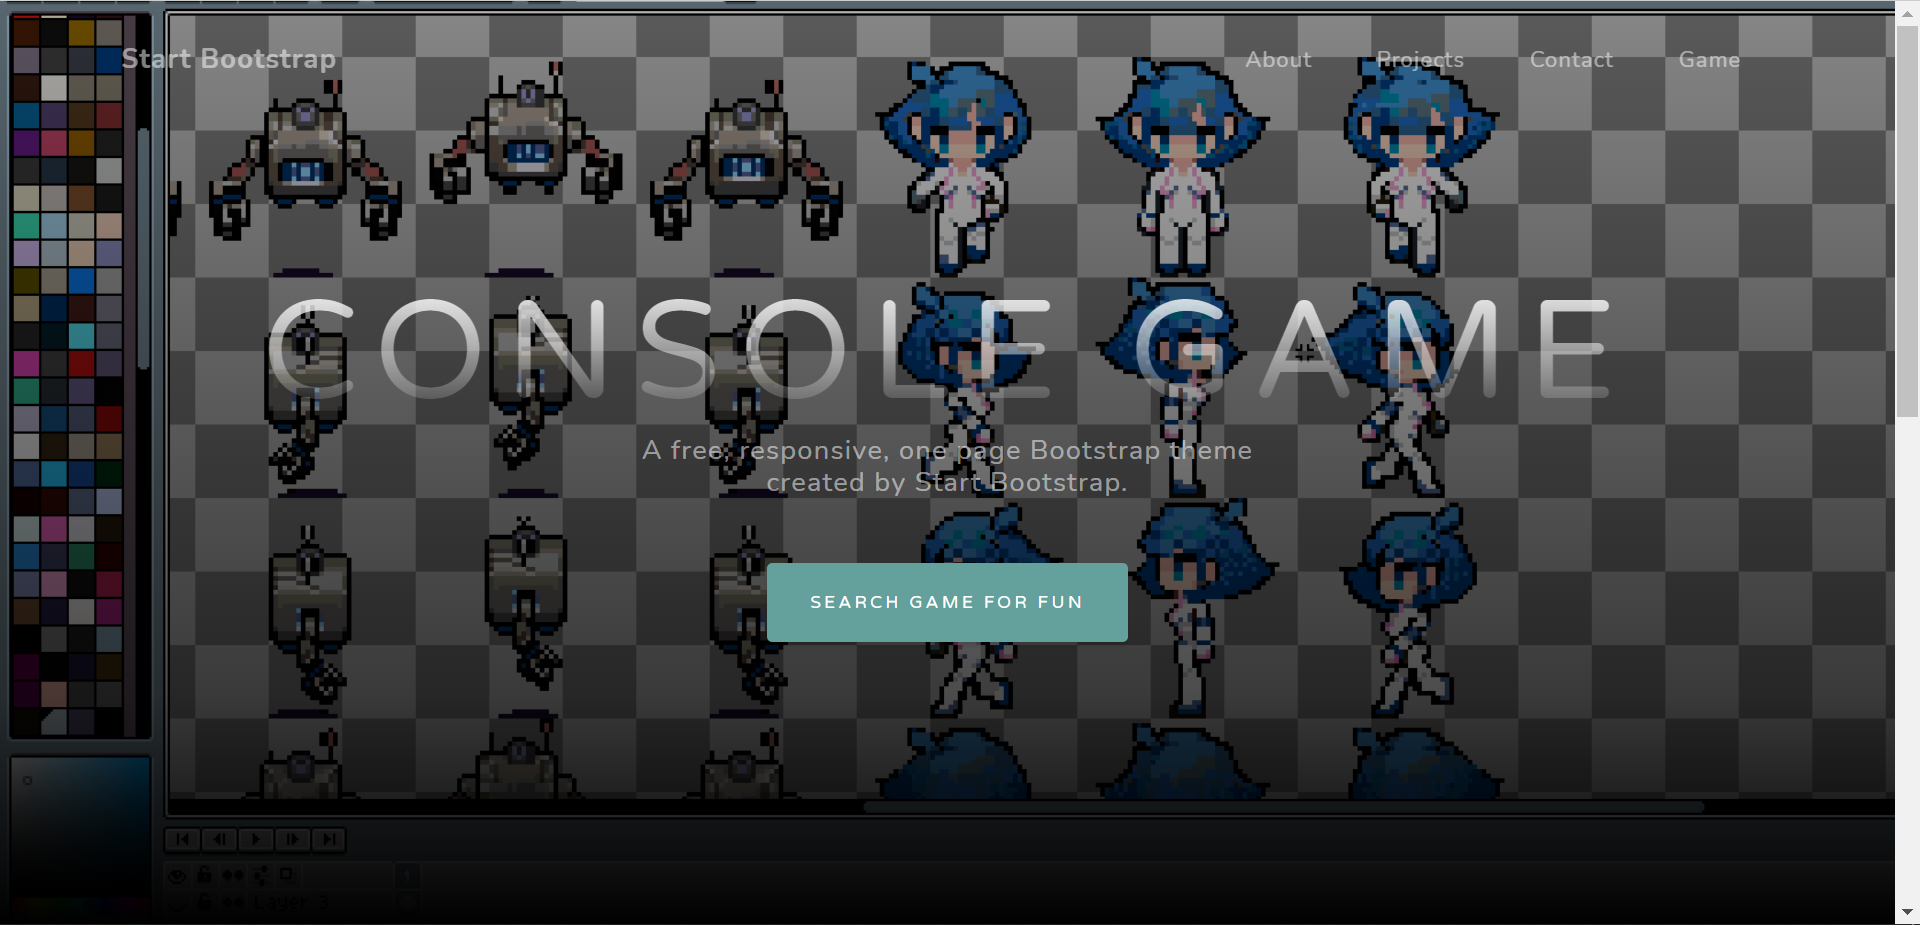 Start Bootstrap
About
Projects
Contact
Game
CONSOLE GAME
A free, responsive, one page Bootstrap theme
created by Start Bootstrap.
SEARCH GAME FOR FUN
Layer 3